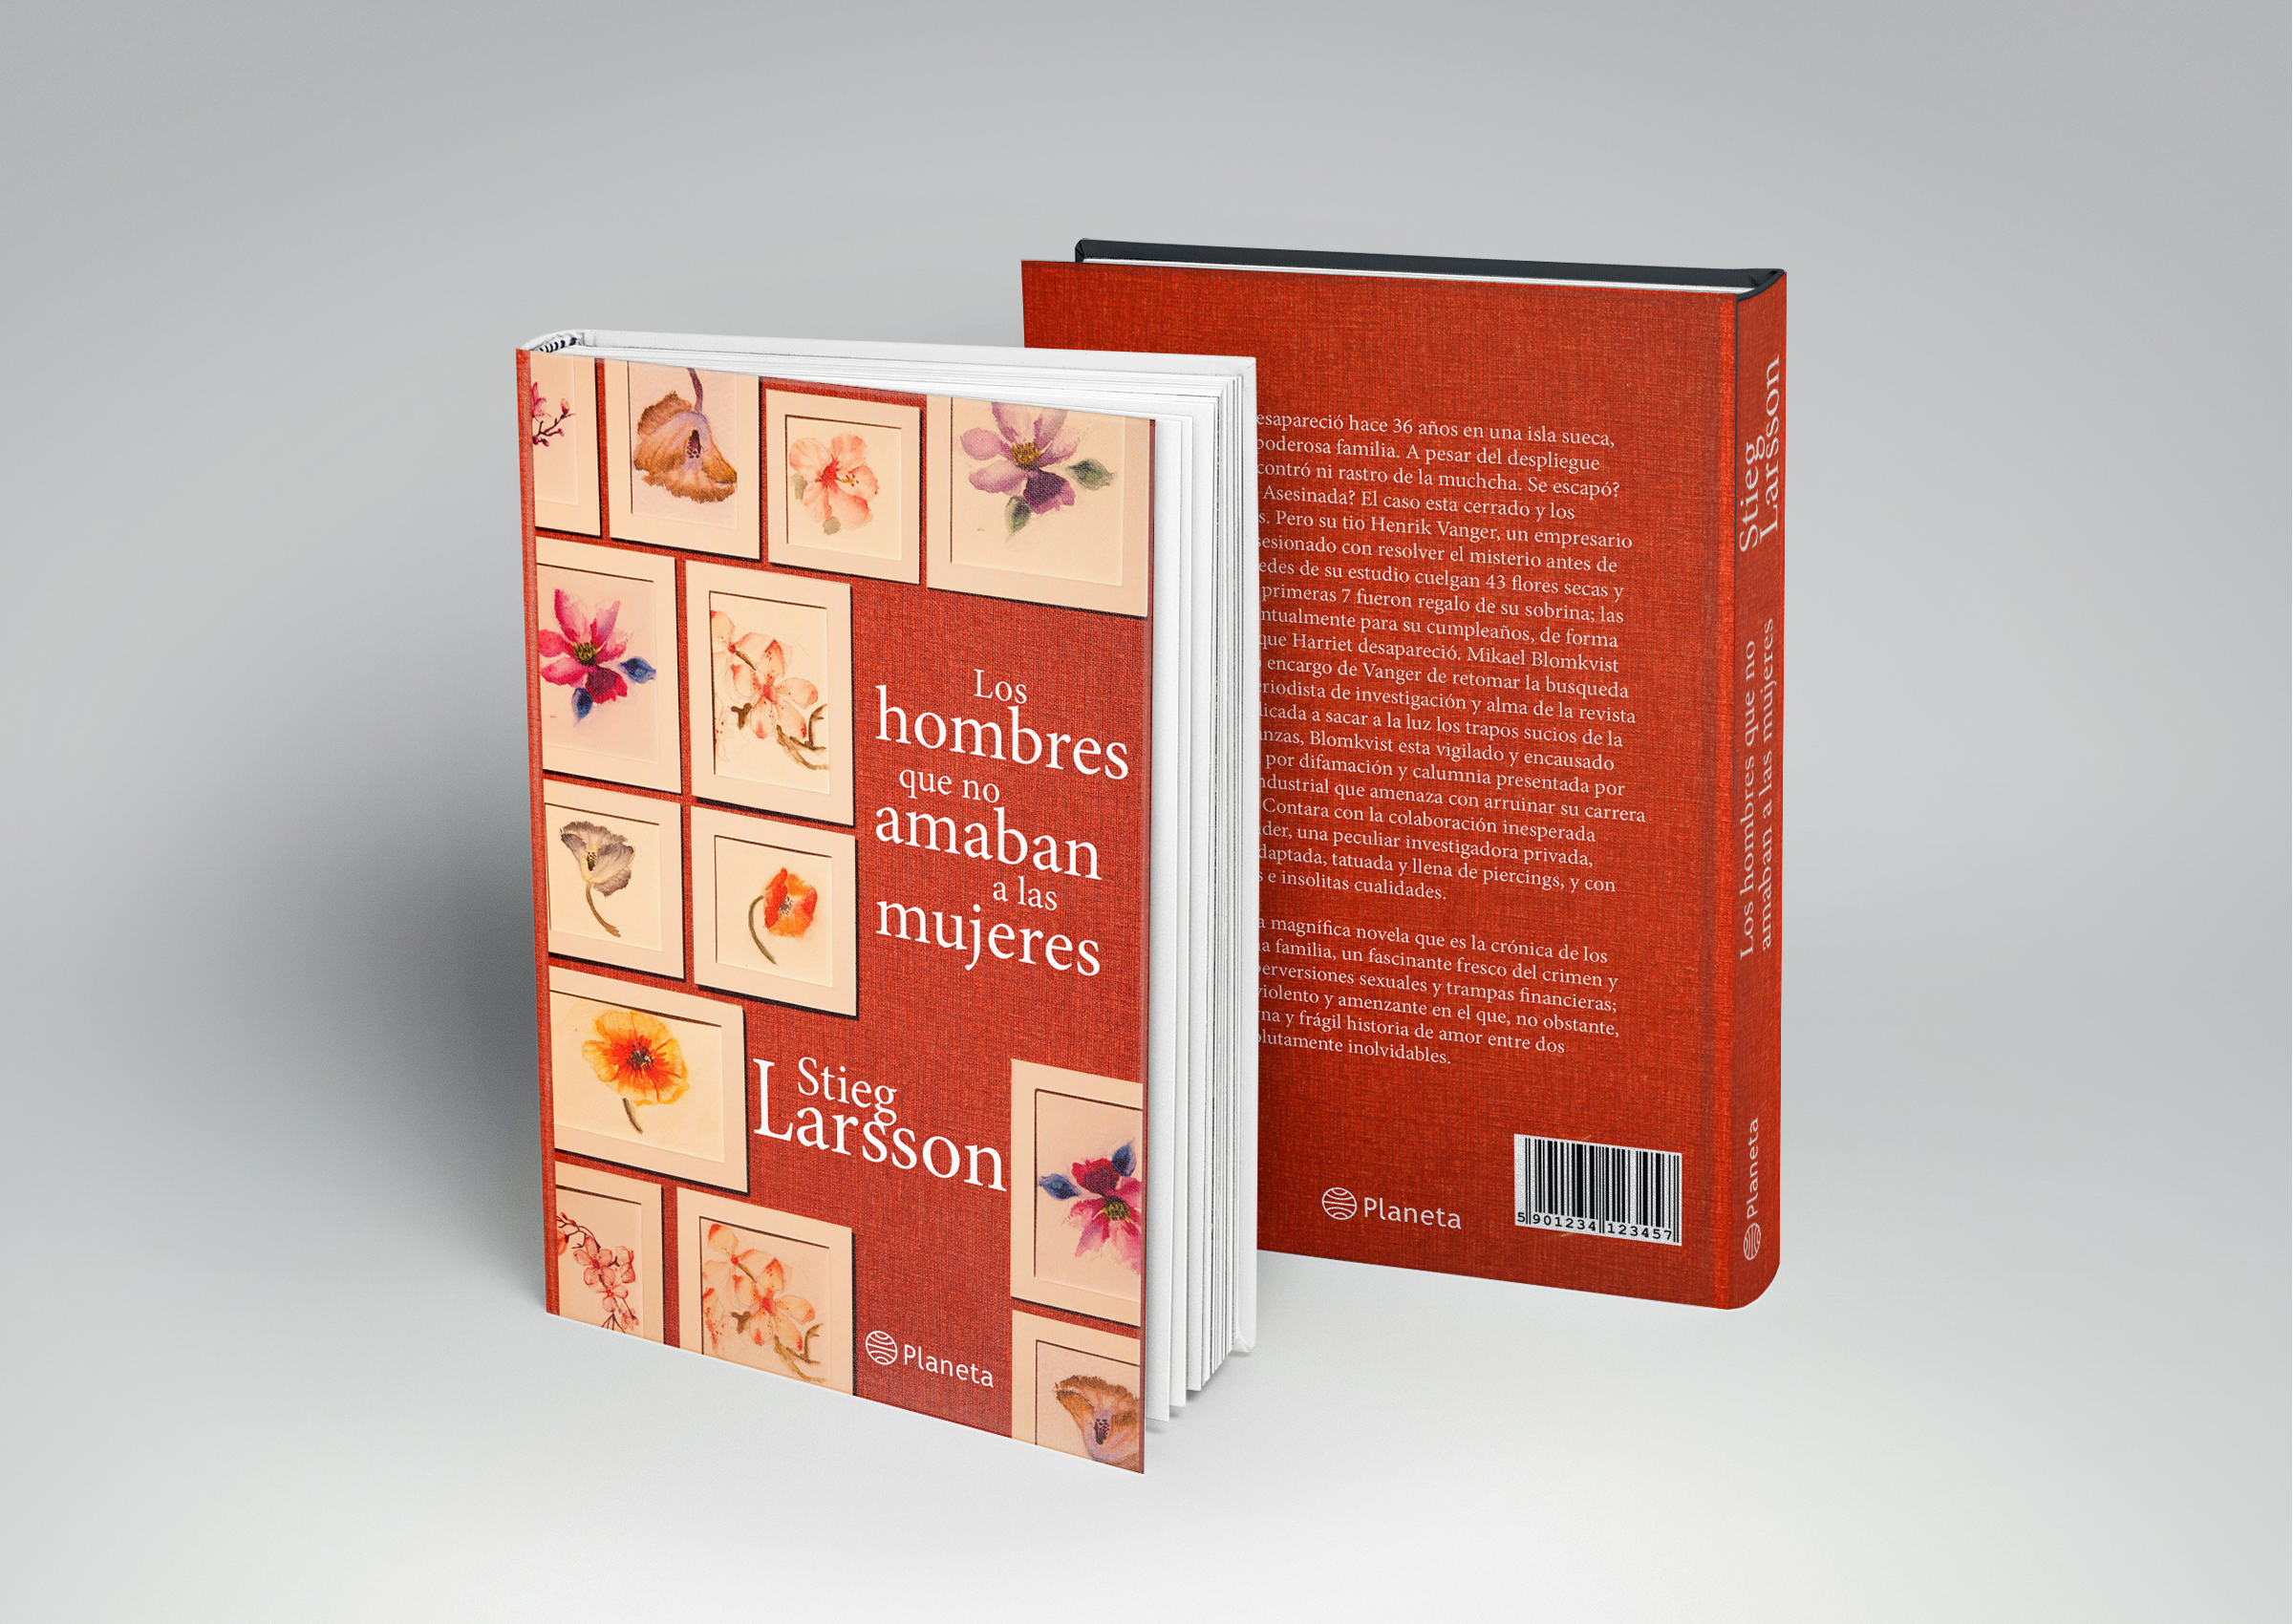 Los
hombres
que no
amaban
a las
mujeres
Stieg
Larsson
Planeta
desapareció hace 36 años en una isla sueca,
poderosa familia. A pesar del despliegue
contró ni rastro de la muchcha. Se escapó?
Asesinada? El caso esta cerrado y los
s. Pero su tio Henrik Vanger, un empresario
sesionado con resolver el misterio antes de
edes de su estudio cuelgan 43 flores secas y
primeras 7 fueron regalo de su sobrina; las
ntualmente para su cumpleaños, de forma
que Harriet desapareció. Mikael Blomkvist
encargo de Vanger de retomar la busqueda
eriodista de investigación y alma de la revista
licada a sacar a la luz los trapos sucios de la
anzas, Blomkvist esta vigilado y encausado
por difamación y calumnia presentada por
ndustrial que amenaza con arruinar su carrera
Contara con la colaboración inesperada
der, una peculiar investigadora privada,
daptada, tatuada y llena de piercings, y con
s e insolitas cualidades.
a magnífica novela que es la crónica de los
a familia, un fascinante fresco del crimen y
perversiones sexuales y trampas financieras;
violento y amenzante en el que, no obstante,
rna y frágil historia de amor entre dos
olutamente inolvidables.
Planeta
5 901234 123457
Stieg
Larsson
Los hombres que no
amaban a las mujeres
Planeta